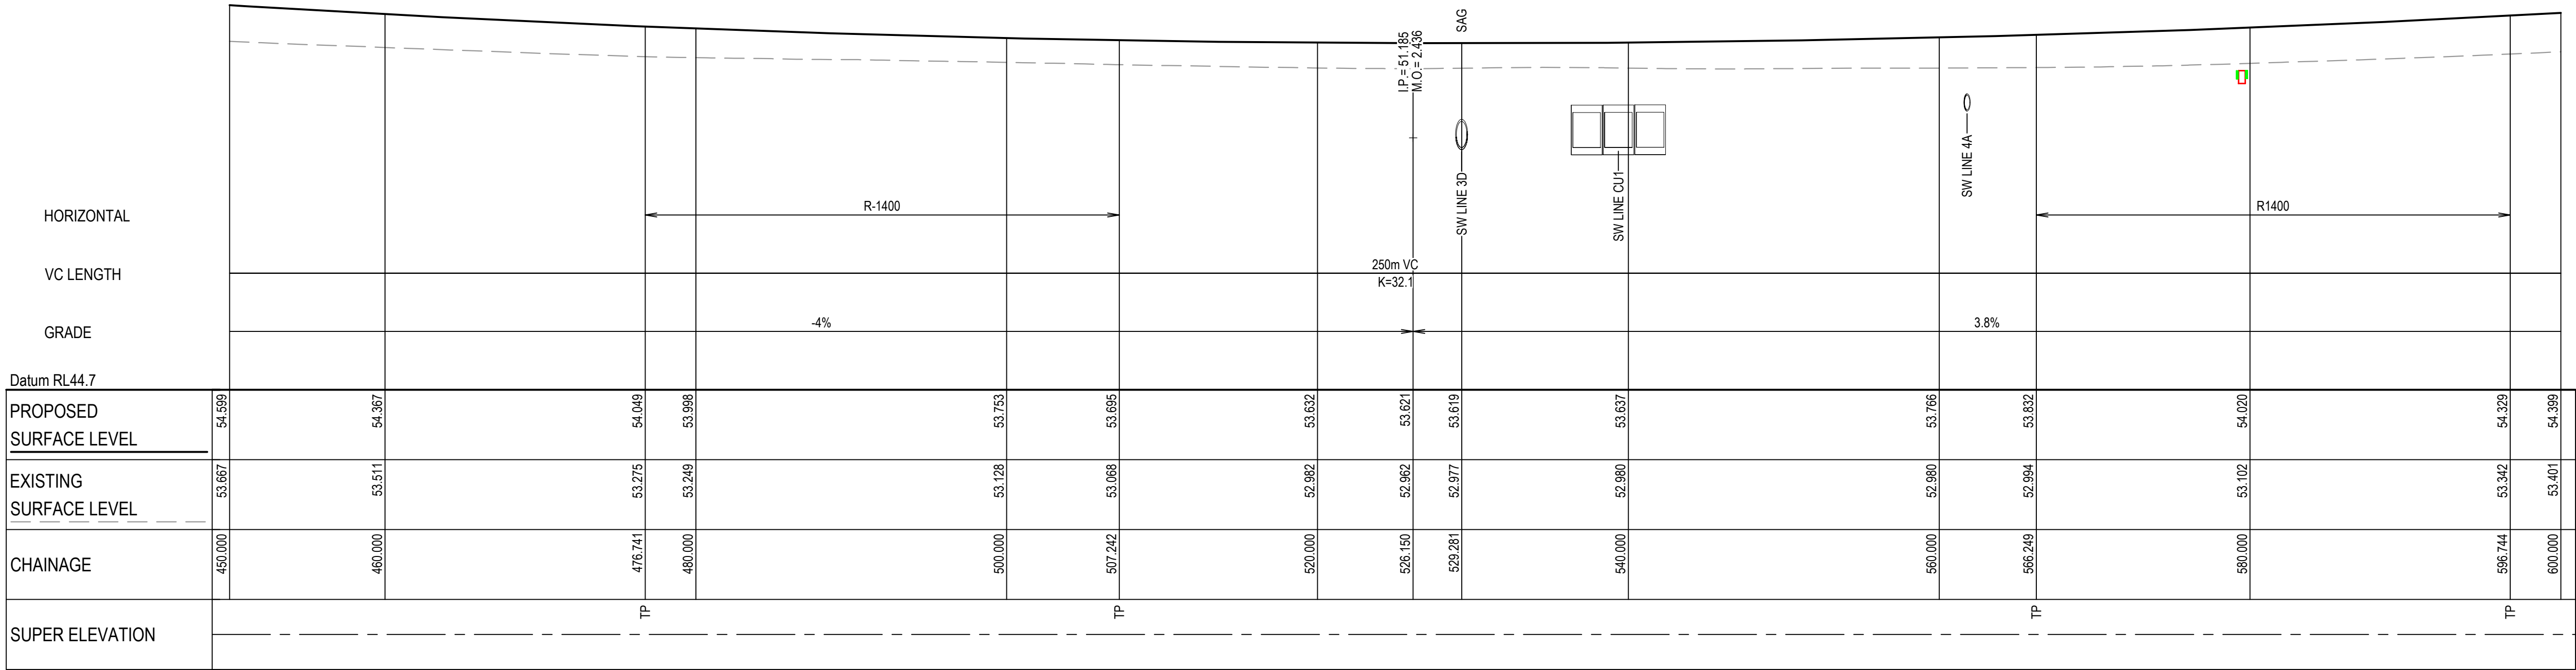 SAG
I.P.= 51.185
M.O.= 2.436
SW LINE 3D
SW LINE CU1
SW LINE 4A
HORIZONTAL
R-1400
R1400
VC LENGTH
250m VC
K=32.1
GRADE
-4%
3.8%
Datum RL44.7
PROPOSED
SURFACE LEVEL
54.599 54.367 54.049 53.998 53.753 53.695 53.632 53.621 53.619 53.637 53.766 53.832 54.020 54.329 54.399
EXISTING
SURFACE LEVEL
53.667 53.511 53.275 53.249 53.128 53.068 52.982 52.962 52.977 52.980 52.980 52.994 53.102 53.342 53.401
CHAINAGE
450.000 460.000 476.741 480.000 500.000 507.242 520.000 526.150 529.281 540.000 560.000 566.249 580.000 596.744 600.000
SUPER ELEVATION
TP TP TP TP